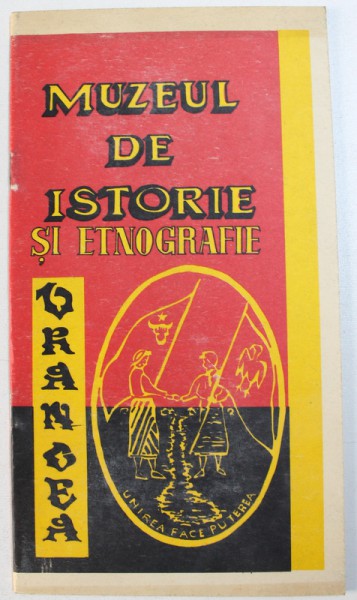 MUZEUL
DE
ISTORIE
ȘI ETNOGRAFIE
VRANCEA
UNIREA FACE PUTEREA